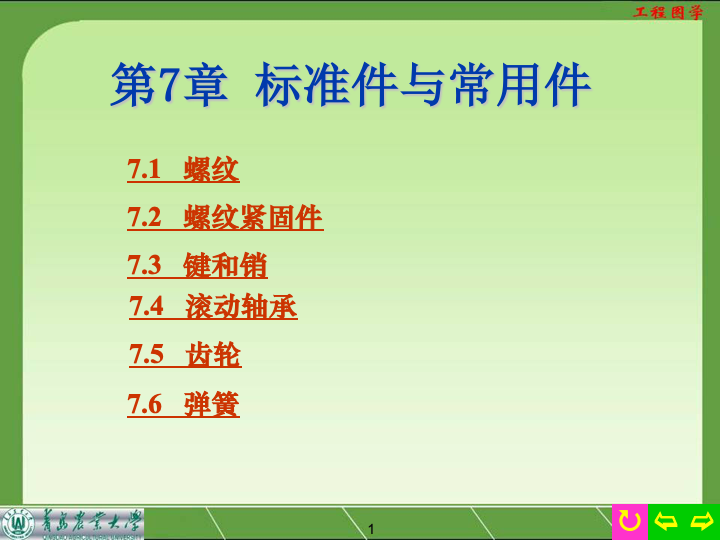 工程图学
第7章 标准件与常用件
7.1 螺纹
7.2 螺纹紧固件
7.3 键和销
7.4 滚动轴承
7.5 齿轮
7.6 弹簧
青岛农业大学
1